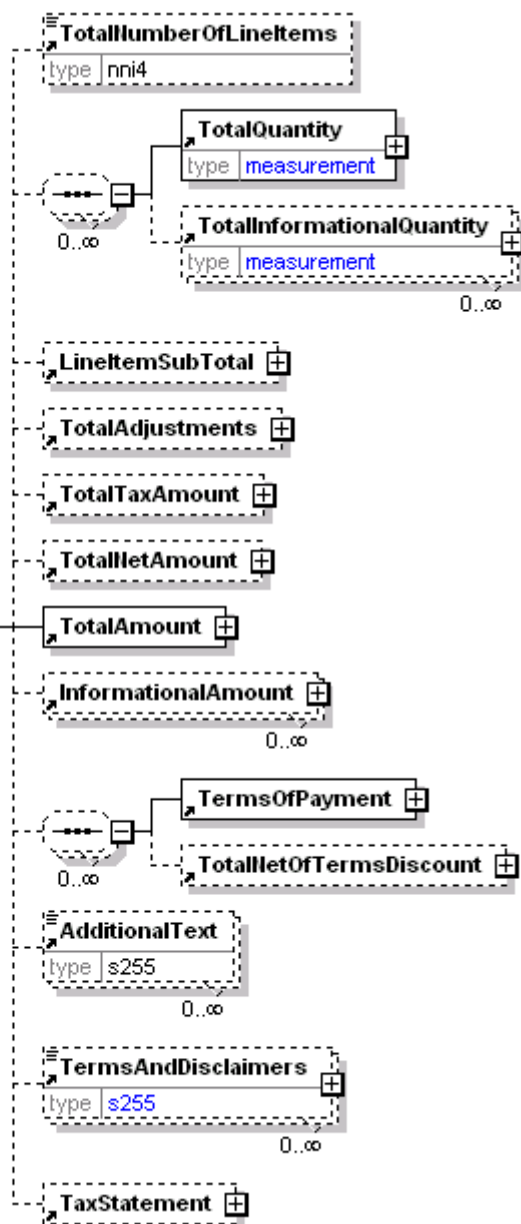 TotalNumberOfLineItems
type nni4
TotalQuantity
type measurement
0..∞
TotalInformationalQuantity
type measurement
0..∞
LineItemSubTotal
TotalAdjustments
TotalTaxAmount
TotalNetAmount
TotalAmount
InformationalAmount
0..∞
TermsOfPayment
0..∞
TotalNetOfTermsDiscount
AdditionalText
type s255
0..∞
TermsAndDisclaimers
type s255
0..∞
TaxStatement